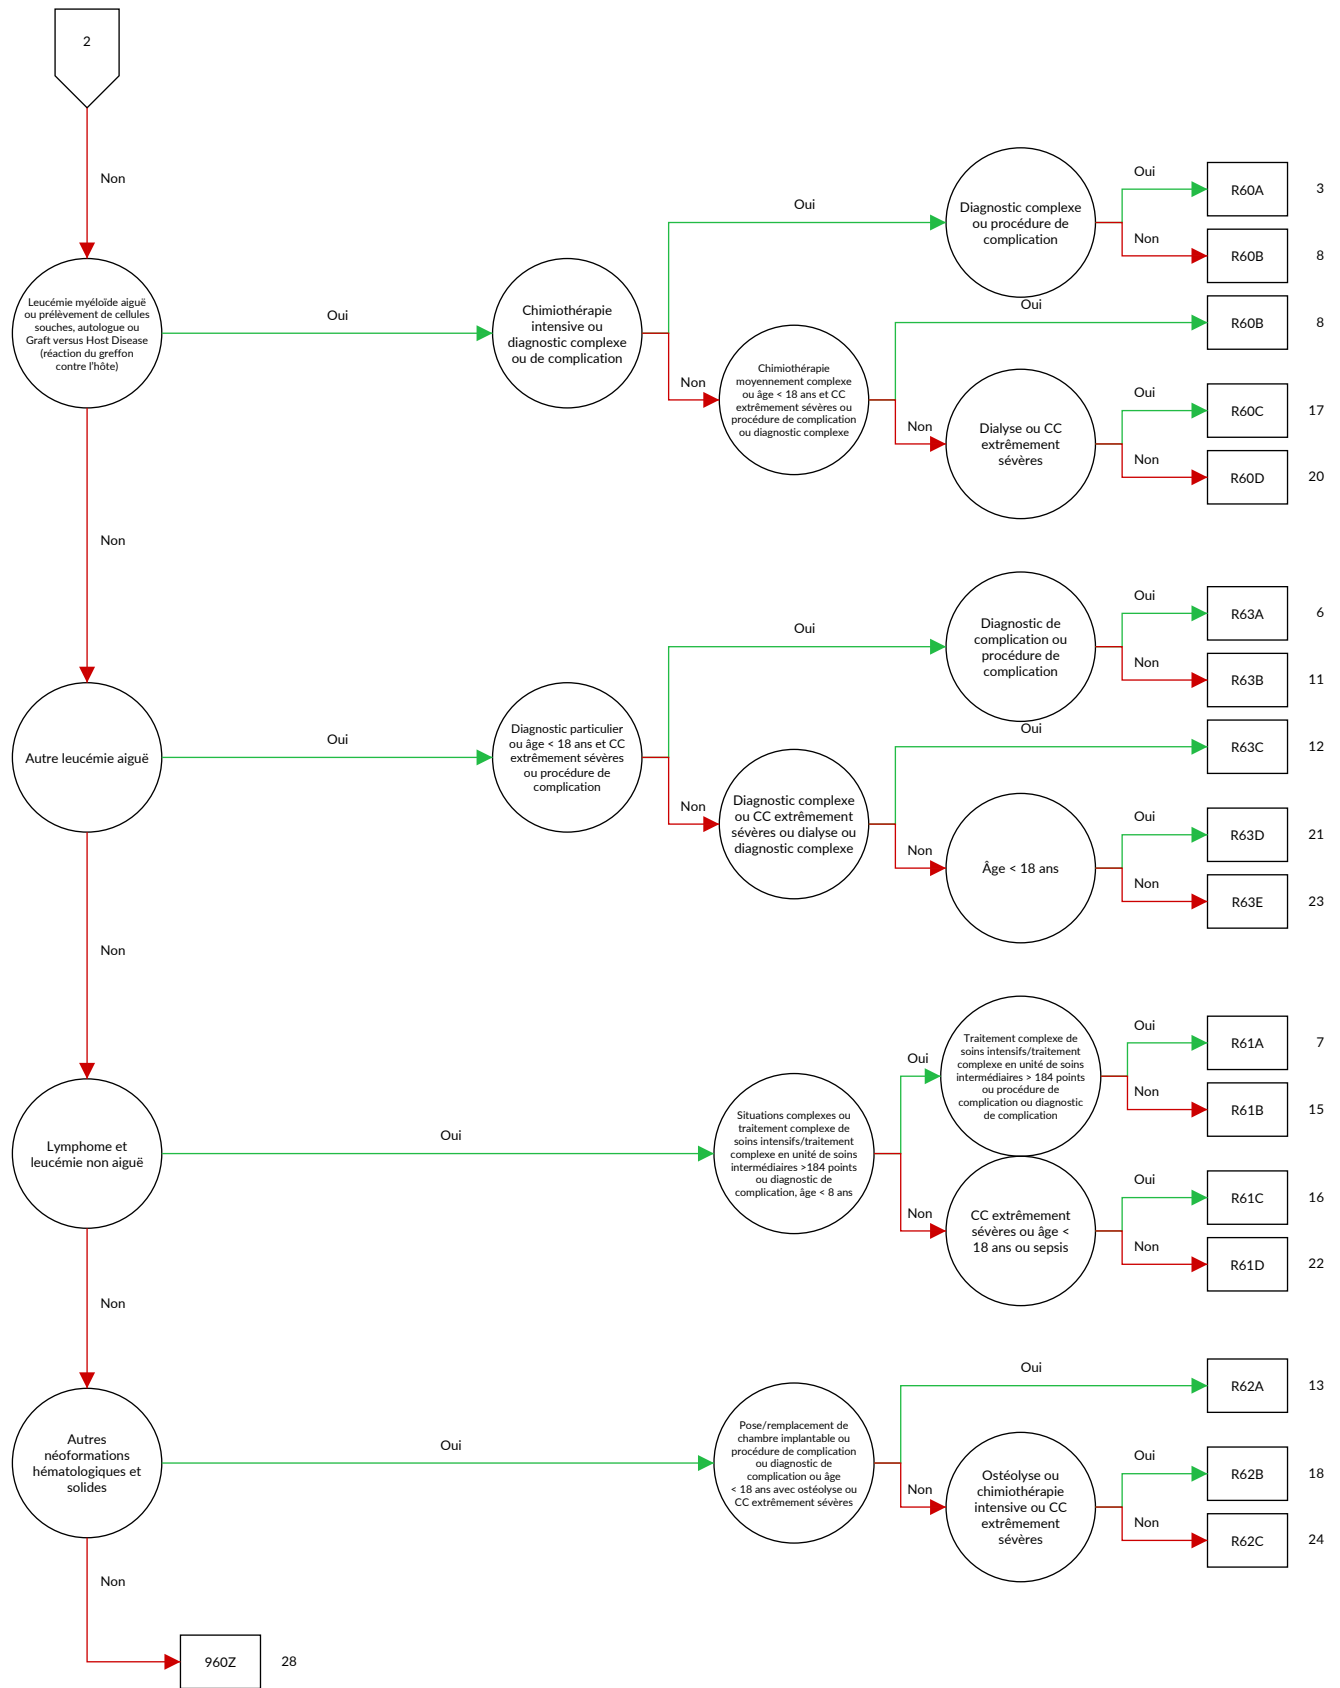 2
Non
Leucémie myéloïde aiguë
ou prélèvement de cellules
souches, autologue ou
Graft versus Host Disease
(réaction du greffon
contre l'hôte)
Oui
Chimiothérapie
intensive ou
diagnostic complexe
ou de complication
Oui
Diagnostic complexe
ou procédure de
complication
Oui
R60A
3
Non
R60B
8
Non
Chimiothérapie
moyennement complexe
ou âge < 18 ans et CC
extrêmement sévères ou
procédure de complication
ou diagnostic complexe
Oui
R60B
8
Non
Dialyse ou CC
extrêmement
sévères
Oui
R60C
17
Non
R60D
20
Non
Autre leucémie aiguë
Oui
Diagnostic particulier
ou âge < 18 ans et CC
extrêmement sévères
ou procédure de
complication
Oui
Diagnostic de
complication ou
procédure de
complication
Oui
R63A
6
Non
R63B
11
Non
Diagnostic complexe
ou CC extrêmement
sévères ou dialyse ou
diagnostic complexe
Oui
R63C
12
Non
Âge < 18 ans
Oui
R63D
21
Non
R63E
23
Non
Lymphome et
leucémie non aiguë
Oui
Situations complexes ou
traitement complexe de
soins intensifs/traitement
complexe en unité de soins
intermédiaires >184 points
ou diagnostic de
complication, âge < 8 ans
Oui
Traitement complexe de
soins intensifs/traitement
complexe en unité de soins
intermédiaires > 184 points
ou procédure de
complication ou diagnostic
de complication
Oui
R61A
7
Non
R61B
15
Non
CC extrêmement
sévères ou âge <
18 ans ou sepsis
Oui
R61C
16
Non
R61D
22
Non
Autres
néoformations
hématologiques et
solides
Oui
Pose/remplacement de
chambre implantable ou
procédure de complication
ou diagnostic de
complication ou âge
< 18 ans avec ostéolyse ou
CC extrêmement sévères
Oui
R62A
13
Non
Ostéolyse ou
chimiothérapie
intensive ou CC
extrêmement
sévères
Oui
R62B
18
Non
R62C
24
Non
960Z
28